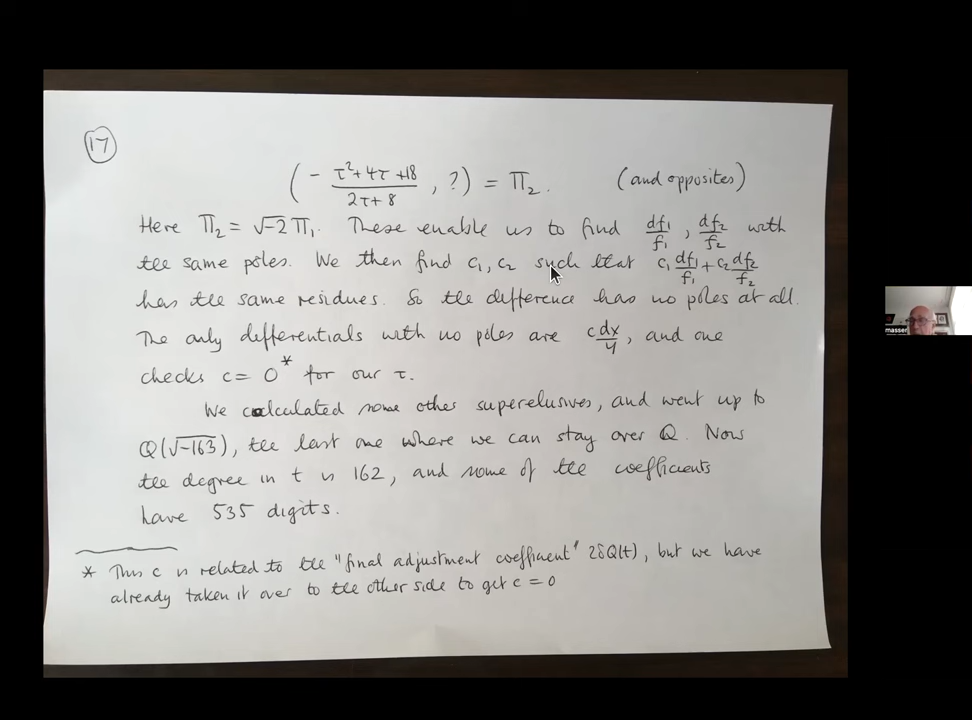 17
(- τ²+4τ+18 / 2τ+8 , ?) = Π₂. (and opposites)
Here Π₂ = √-2 Π₁. These enable us to find df₁/f₁, df₂/f₂ with
the same poles. We then find c₁, c₂ such that c₁ df₁/f₁ + c₂ df₂/f₂
has the same residues. So the difference has no poles at all.
The only differentials with no poles are c dx/y, and one
checks c = 0* for our τ.
We calculated some other superelusives, and went up to
Q(√-163), the last one where we can stay over Q. Now
the degree in t is 162, and some of the coefficients
have 535 digits.
* This c is related to the "final adjustment coefficient" 2δQ(t), but we have
already taken it over to the other side to get c = 0
masser